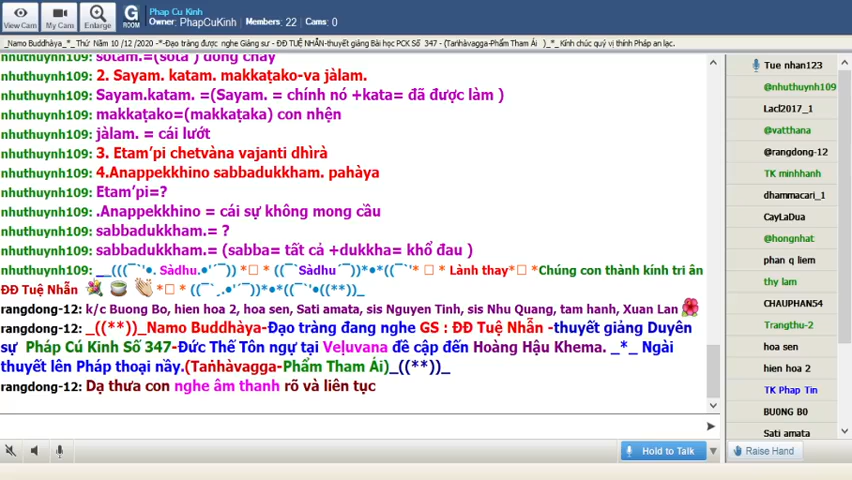 View Cam
My Cam
Enlarge
G
ROOM
Phap Cu Kinh
Owner: PhapCuKinh Members: 22 Cams: 0
_Namo Buddhàya_*_ Thứ Năm 10 /12 /2020 -*-Đạo tràng được nghe Giảng sư - ĐĐ TUỆ NHẪN-thuyết giảng Bài học PCK Số 347 - (Taṅhàvagga-Phẩm Tham Ái )_*_ Kính chúc quý vị thính Pháp an lạc.
nhuthuynh109: sotam.=(sota ) dòng chảy
nhuthuynh109: 2. Sayam. katam. makkaṭako-va jàlam.
nhuthuynh109: Sayam.katam. =(Sayam. = chính nó +kata= đã được làm )
nhuthuynh109: makkaṭako=(makkaṭaka) con nhện
nhuthuynh109: jàlam. = cái lướt
nhuthuynh109: 3. Etam’pi chetvàna vajanti dhìrà
nhuthuynh109: 4.Anappekkhino sabbadukkham. pahàya
nhuthuynh109: Etam’pi=?
nhuthuynh109: .Anappekkhino = cái sự không mong cầu
nhuthuynh109: sabbadukkham.= ?
nhuthuynh109: sabbadukkham.= (sabba= tất cả +dukkha= khổ đau )
nhuthuynh109: _ _(((¯`'•. Sàdhu.•'´¯)) *□ * ((¯`'Sàdhu´¯))*•*((¯`'* □ * Lành thay*□ *Chúng con thành kính tri ân
ĐĐ Tuệ Nhẫn *□ * ((¯`'¸.•'´¯))*•*((¯`'•((**))_
rangdong-12: k/c Buong Bo, hien hoa 2, hoa sen, Sati amata, sis Nguyen Tinh, sis Nhu Quang, tam hanh, Xuan Lan
rangdong-12: _((**))_Namo Buddhàya-Đạo tràng đang nghe GS : ĐĐ Tuệ Nhẫn -thuyết giảng Duyên
sự Pháp Cú Kinh Số 347-Đức Thế Tôn ngự tại Veḷuvana đề cập đến Hoàng Hậu Khema. _*_ Ngài
thuyết lên Pháp thoại nầy.(Taṅhàvagga-Phẩm Tham Ái)_((**))_
rangdong-12: Dạ thưa con nghe âm thanh rõ và liên tục
Tue nhan123
@nhuthuynh109
Lacl2017_1
@vatthana
@rangdong-12
TK minhhanh
dhammacari_1
CayLaDua
@hongnhat
phan q liem
thy lam
CHAUPHAN54
Trangthu-2
hoa sen
hien hoa 2
TK Phap Tin
BUONG BO
Sati amata
Hold to Talk
Raise Hand